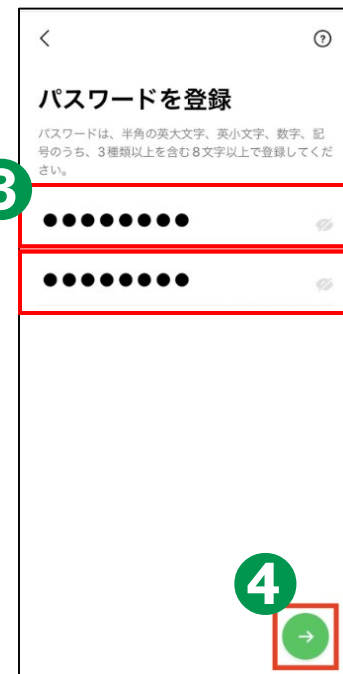 パスワードを登録
パスワードは、半角の英大文字、英小文字、数字、記
号のうち、3種類以上を含む8文字以上で登録してくだ
さい。
3
●●●●●●●●
●●●●●●●●
4